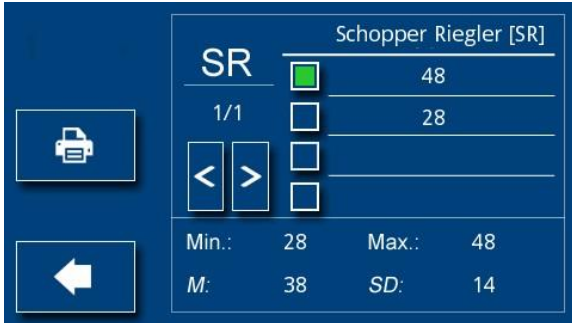 Schopper Riegler [SR]
SR
48
1/1
28
< >
Min.: 28 Max.: 48
M: 38 SD: 14